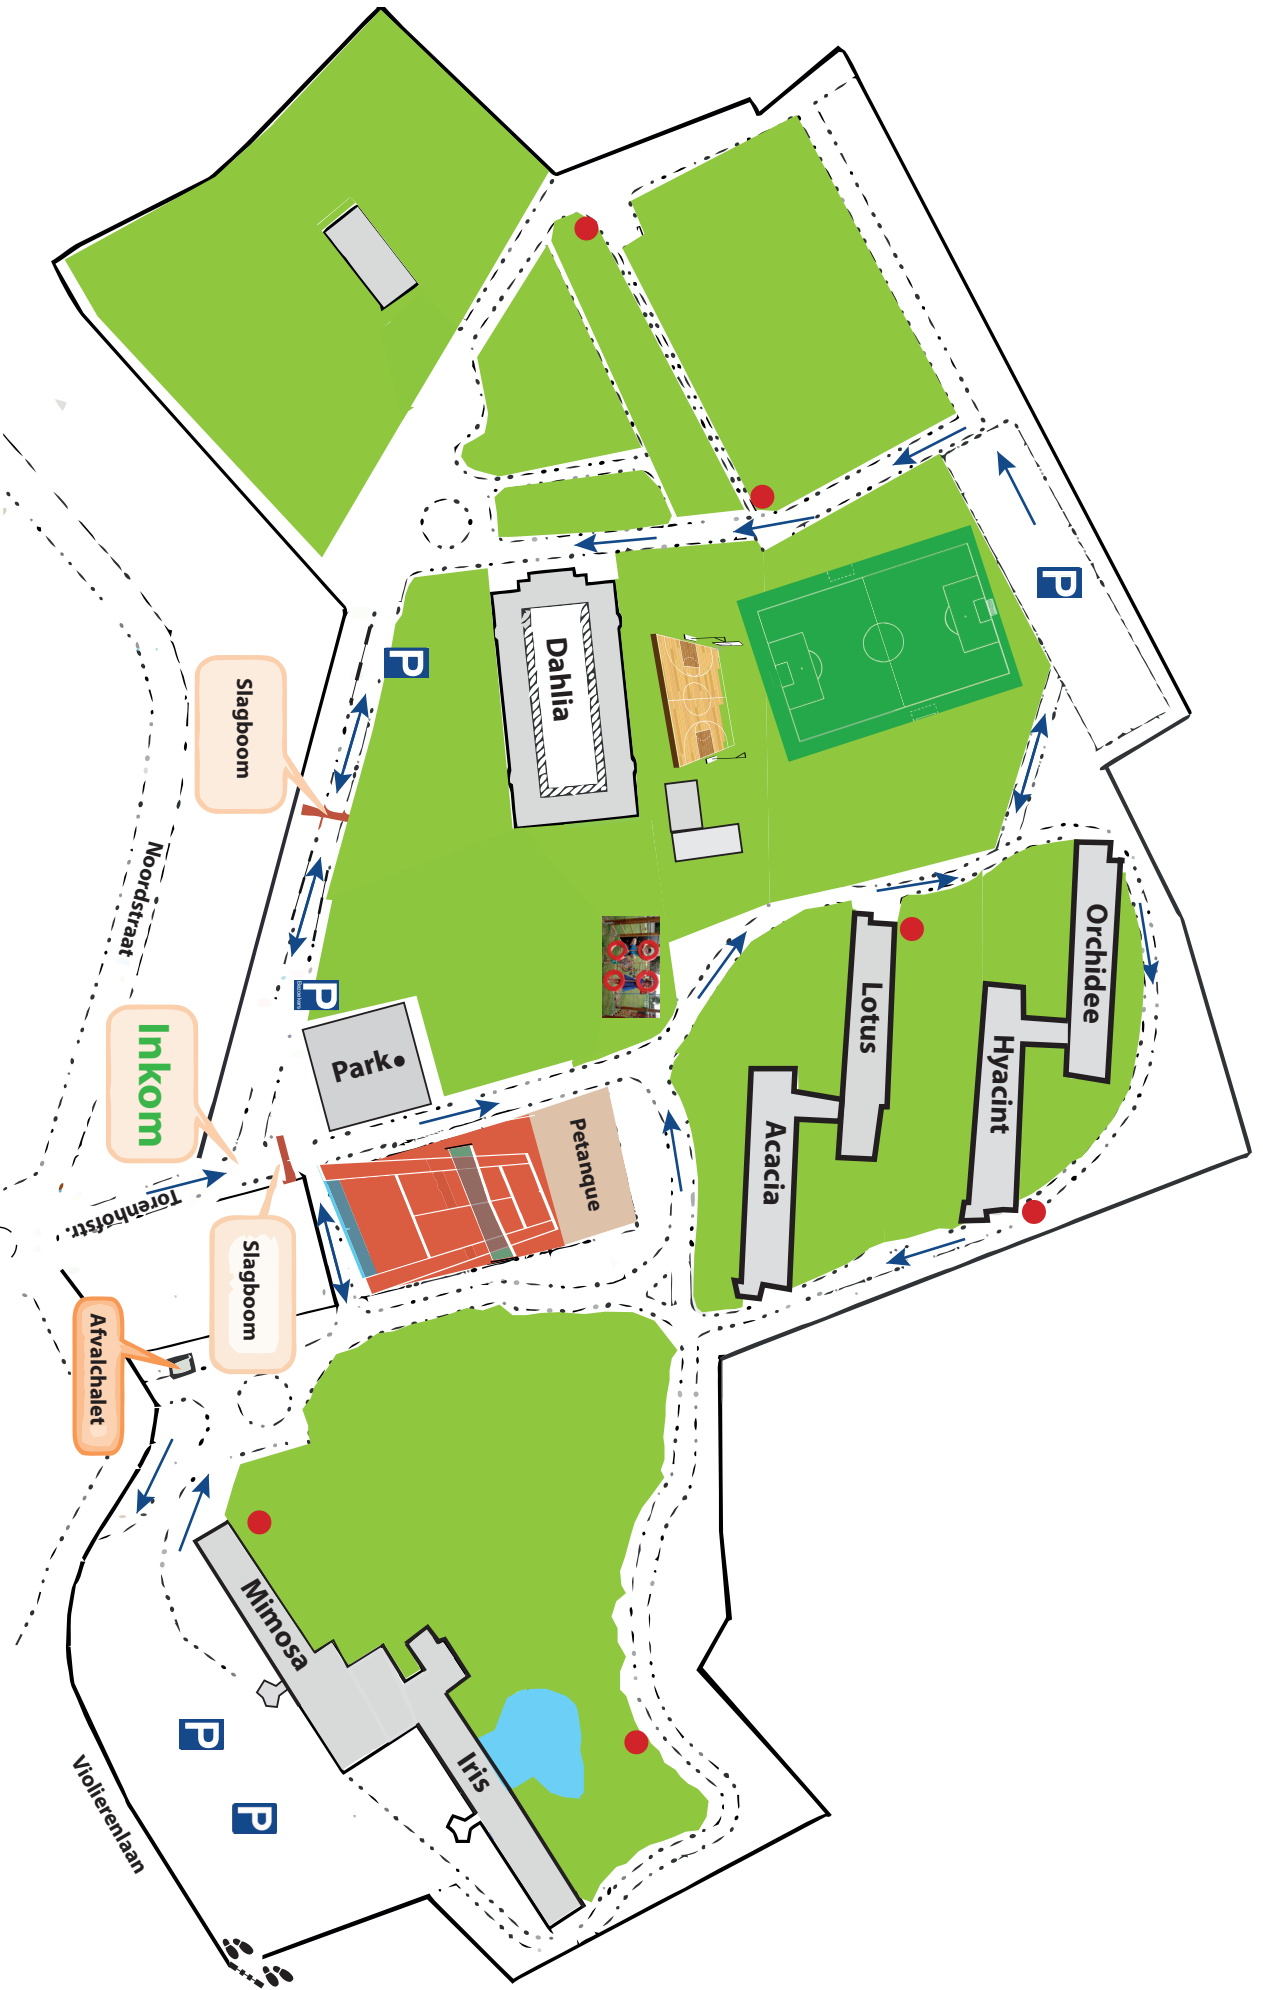 P
P
Dahlia
Slagboom
Noordstraat
Orchidee
Lotus
Hyacint
P
Inkom
Park.
Petanque
Acacia
Torenhofstr.
Slagboom
Afvalchalet
Mimosa
Iris
P
P
Violierenlaan